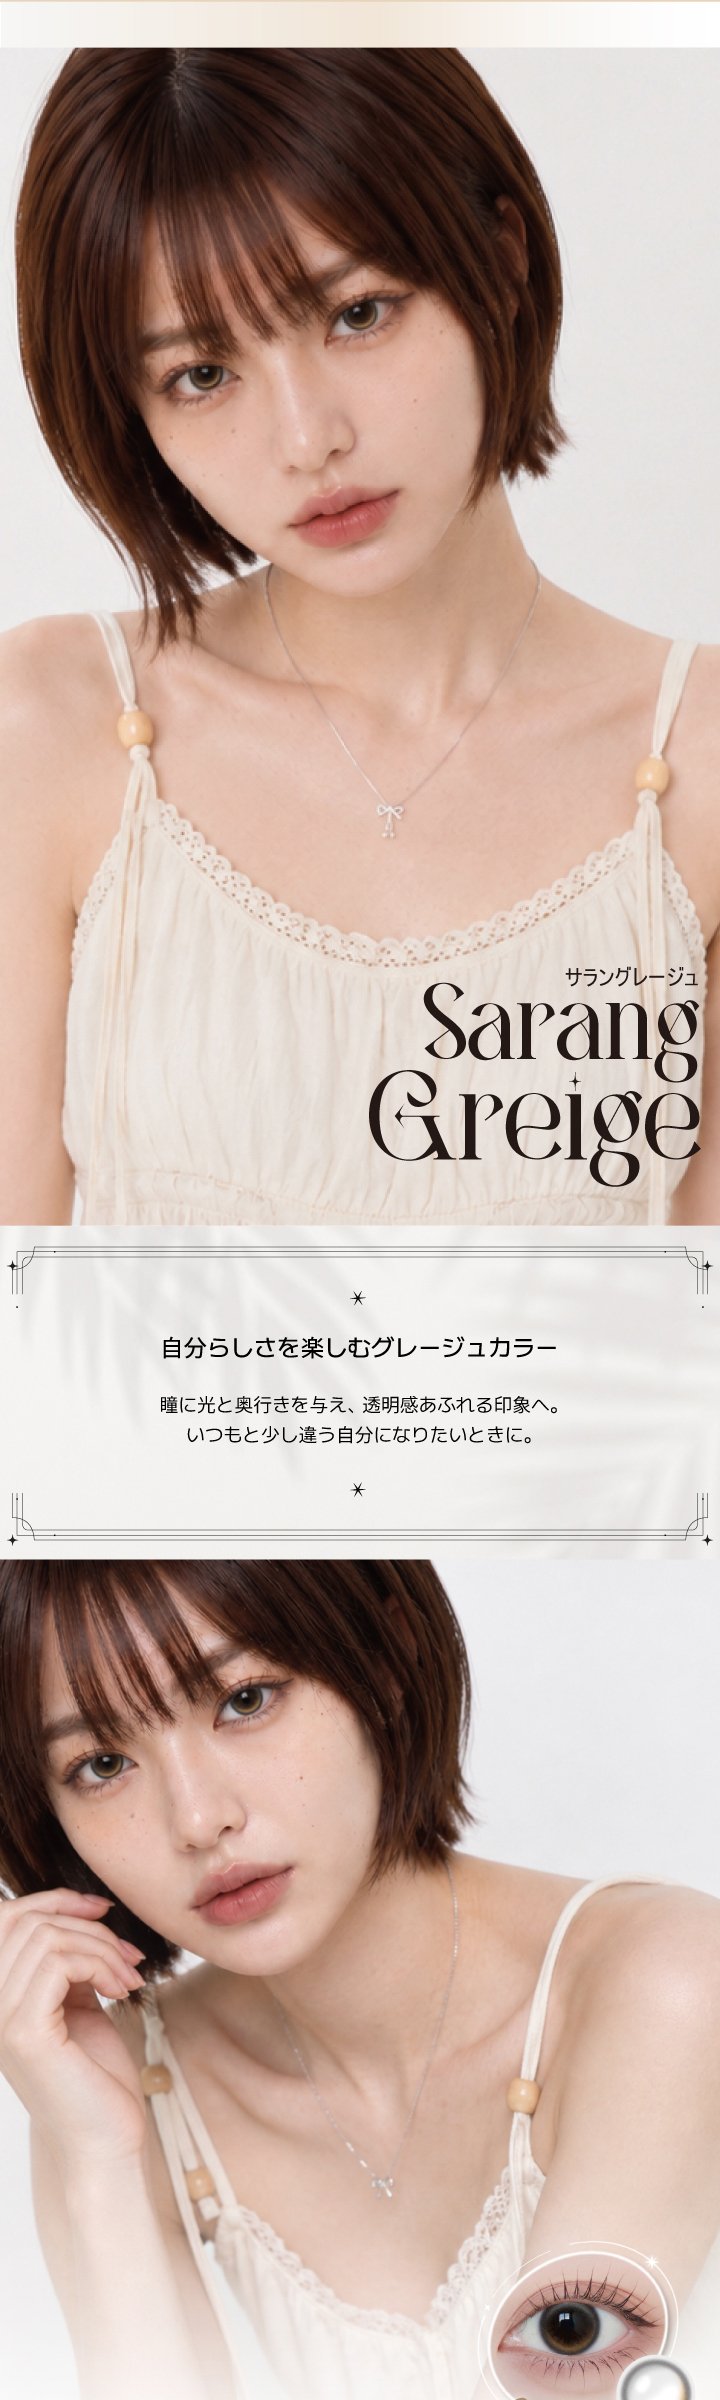 サラングレージュ
Sarang
Greige
自分らしさを楽しむグレージュカラー
瞳に光と奥行きを与え、透明感あふれる印象へ。
いつもと少し違う自分になりたいときに。